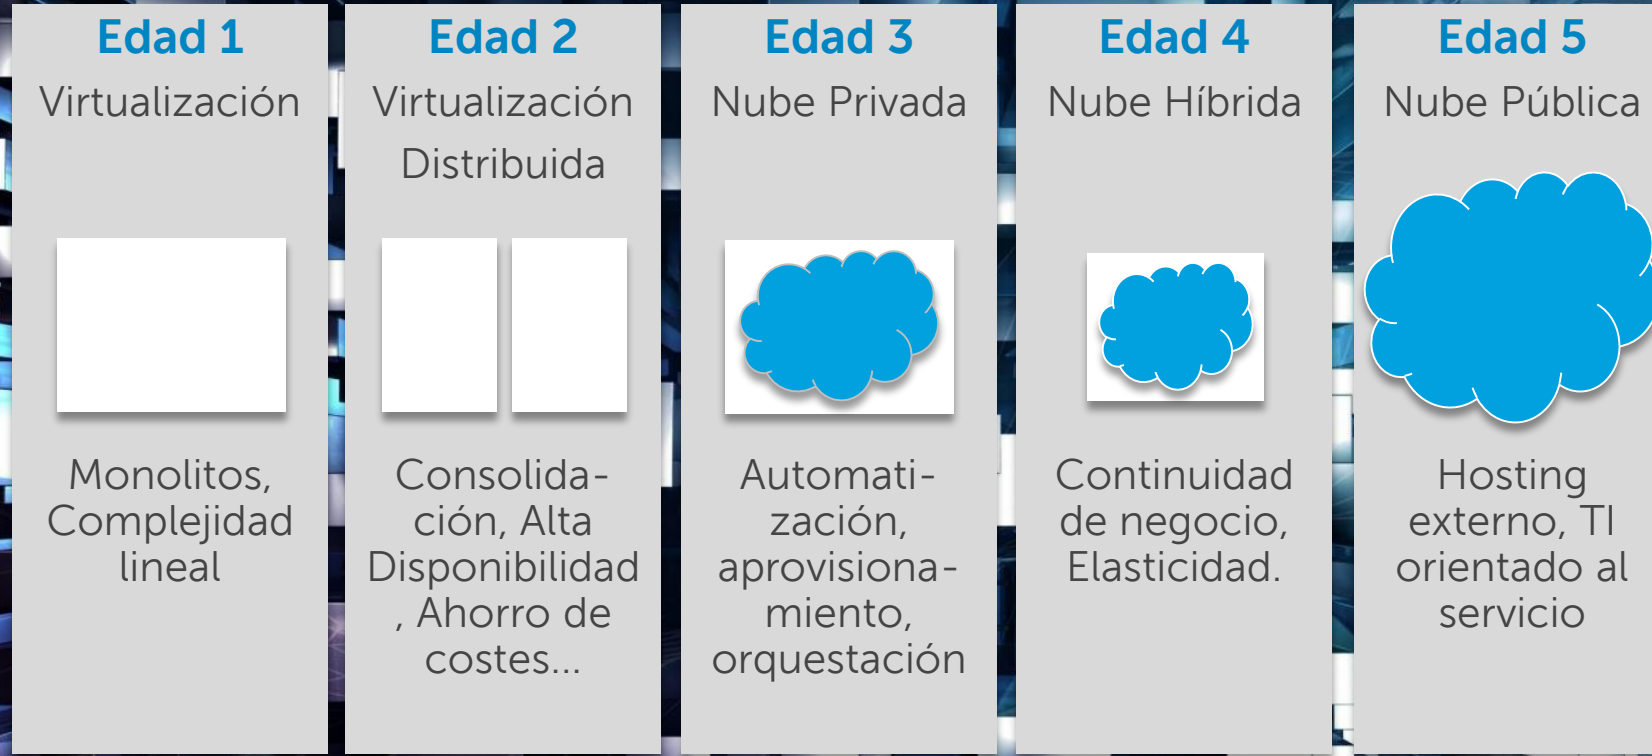 Edad 1
Virtualización
Monolitos,
Complejidad
lineal
Edad 2
Virtualización
Distribuida
Consolida-
ción, Alta
Disponibilidad
, Ahorro de
costes...
Edad 3
Nube Privada
Automati-
zación,
aprovisiona-
miento,
orquestación
Edad 4
Nube Híbrida
Continuidad
de negocio,
Elasticidad.
Edad 5
Nube Pública
Hosting
externo, TI
orientado al
servicio